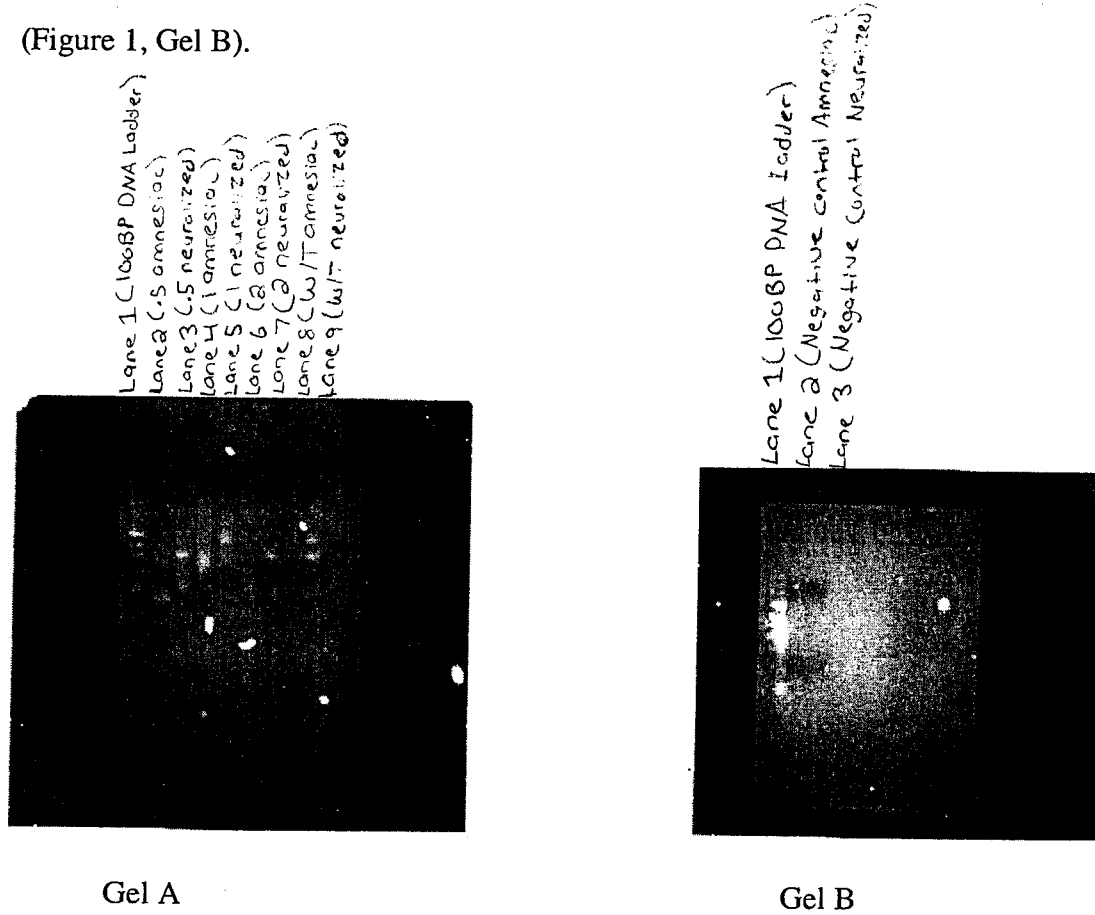 (Figure 1, Gel B).
Lane 1 (100BP DNA Ladder)
Lane 2 (.5 amnesiac)
Lane 3 (.5 neuralized)
Lane 4 (1 amnesiac)
Lane 5 (1 neuralized)
Lane 6 (2 amnesiac)
Lane 7 (2 neuralized)
Lane 8 (W/T amnesiac)
Lane 9 (W/T neuralized)
Lane 1 (100BP DNA Ladder)
Lane 2 (Negative control Amnesiac)
Lane 3 (Negative Control Neuralized)
Gel A
Gel B